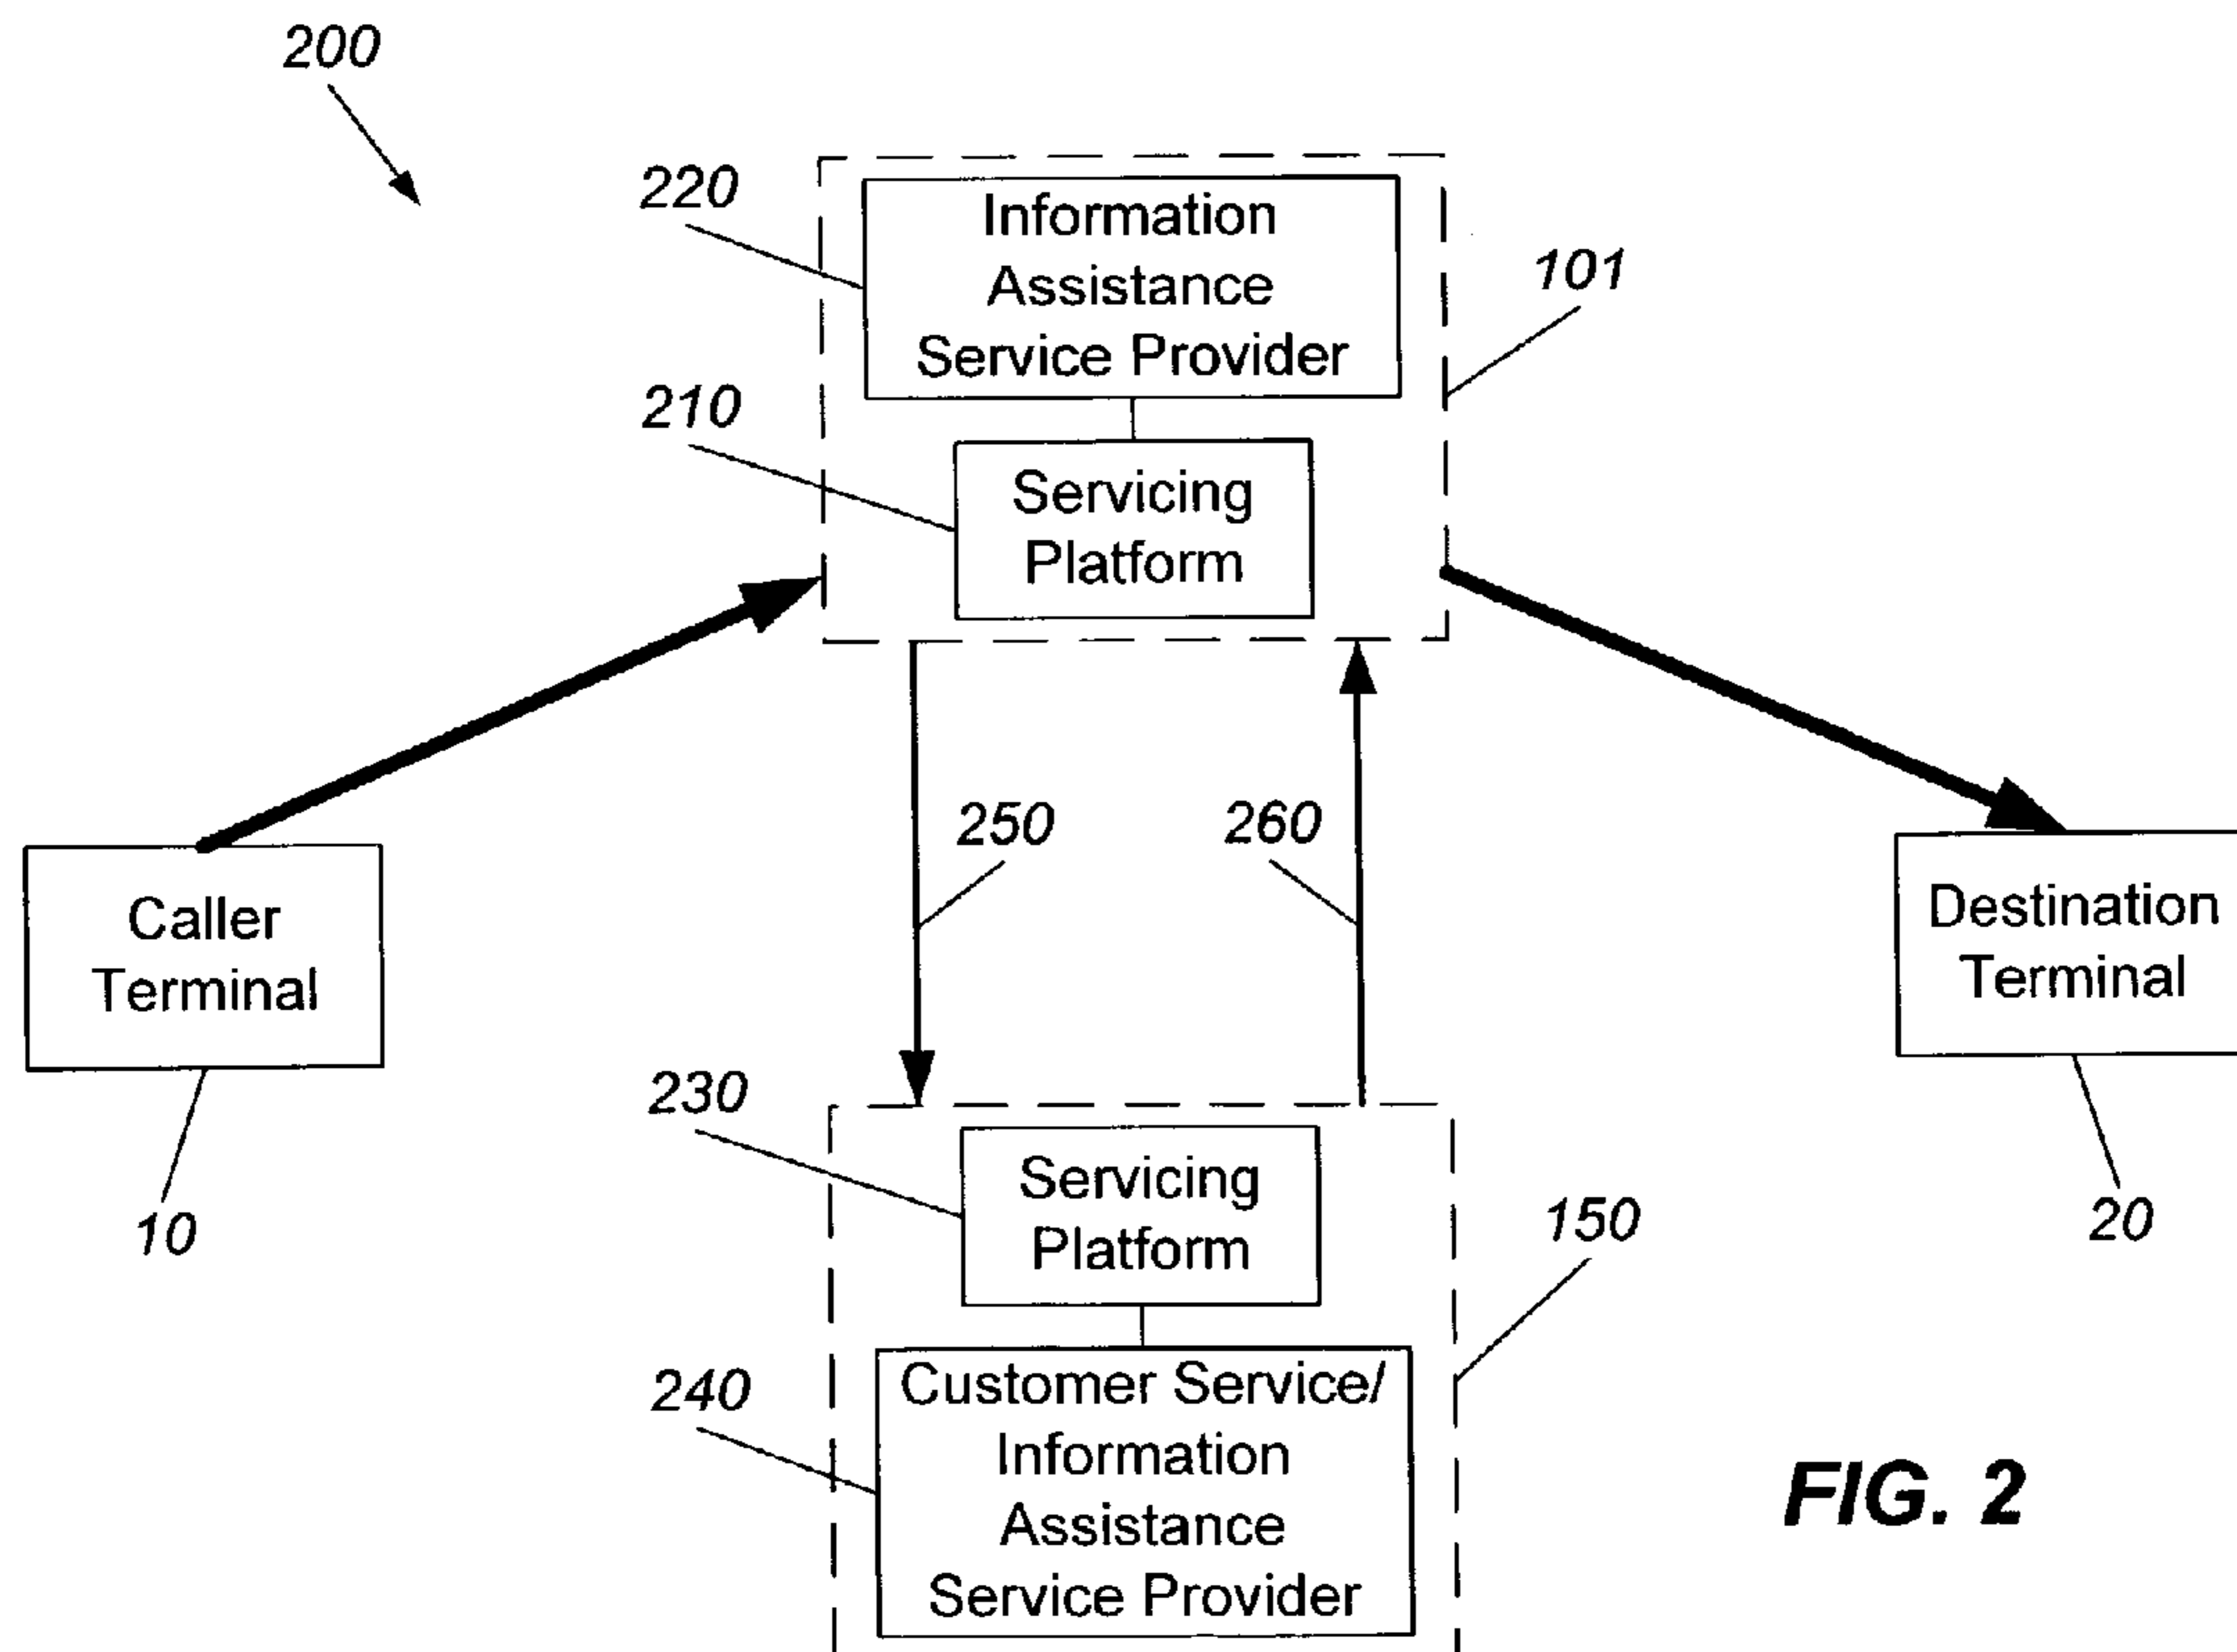 200
220
Information
Assistance
Service Provider
101
210
Servicing
Platform
250
260
Caller
Terminal
Destination
Terminal
10
20
230
Servicing
Platform
150
240
Customer Service/
Information
Assistance
Service Provider
FIG. 2